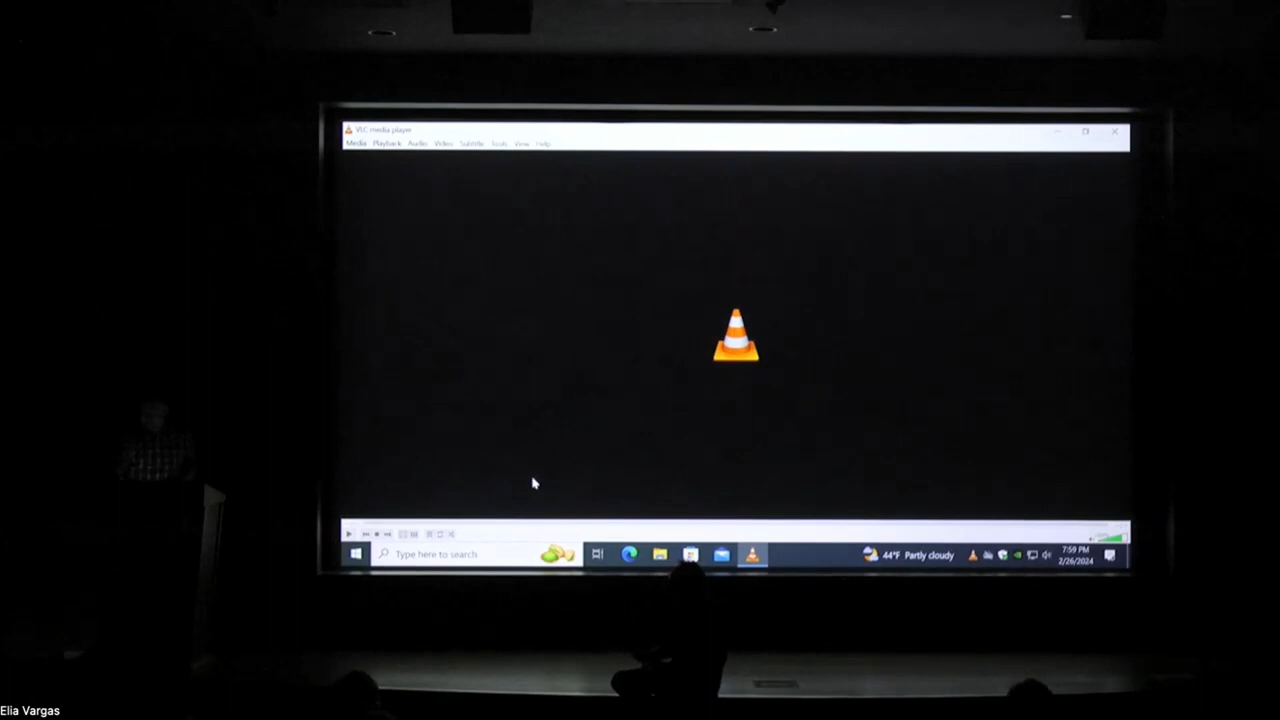 VLC media player
Media Playback Audio Video Subtitle Tools View Help
Type here to search
44°F Partly cloudy
7:59 PM
2/26/2024
Elia Vargas